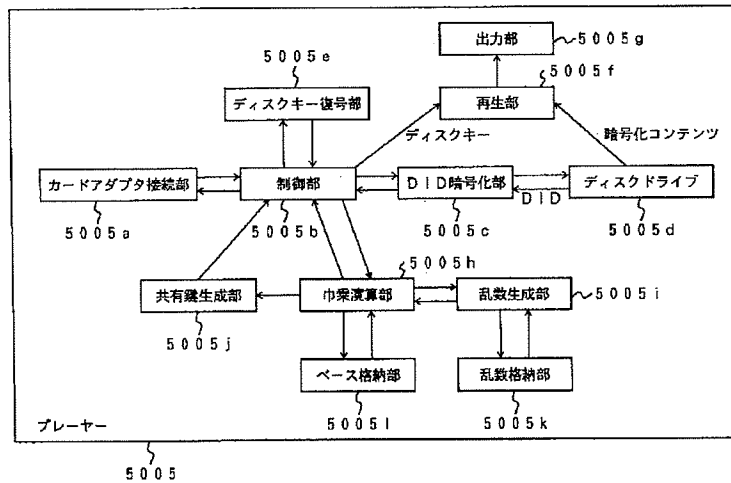 出力部
5005g
5005e
5005f
ディスクキー復号部
再生部
ディスクキー
暗号化コンテンツ
カードアダプタ接続部
制御部
DID暗号化部
DID
ディスクドライブ
5005a
5005b
5005c
5005d
5005h
共有鍵生成部
巾乗演算部
乱数生成部
5005i
5005j
ベース格納部
乱数格納部
5005l
5005k
プレーヤー
5005